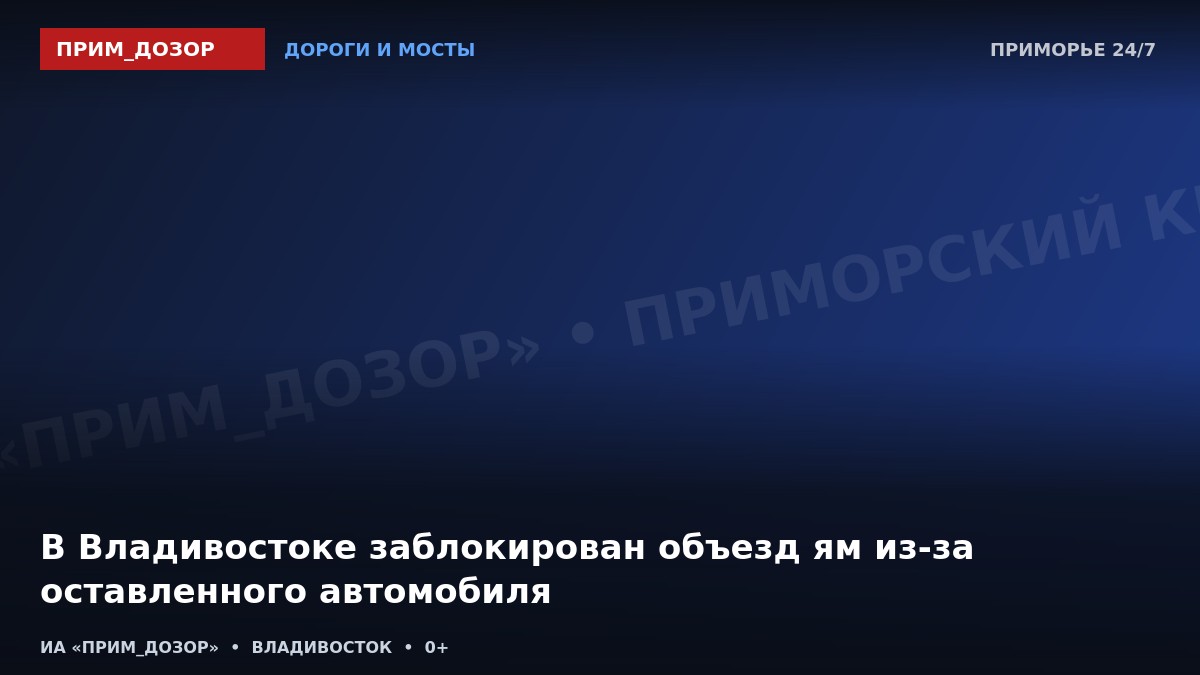 ПРИМ_ДОЗОР
ДОРОГИ И МОСТЫ
ПРИМОРЬЕ 24/7
«ПРИМ_ДОЗОР» • ПРИМОРСКИЙ
В Владивостоке заблокирован объезд ям из-за
оставленного автомобиля
ИА «ПРИМ_ДОЗОР» • ВЛАДИВОСТОК • 0+